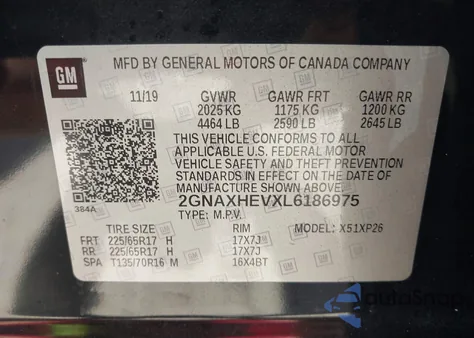 GM
MFD BY GENERAL MOTORS OF CANADA COMPANY
11/19 GVWR GAWR FRT GAWR RR
2025 KG 1175 KG 1200 KG
4464 LB 2590 LB 2645 LB
THIS VEHICLE CONFORMS TO ALL
APPLICABLE U.S. FEDERAL MOTOR
VEHICLE SAFETY AND THEFT PREVENTION
STANDARDS IN EFFECT ON THE DATE OF
MANUFACTURE SHOWN ABOVE.
384A
2GNAXHEVXL6186975
TYPE: M.P.V.
TIRE SIZE RIM MODEL: X51XP26
FRT 225/65R17 H 17X7J
RR 225/65R17 H 17X7J
SPA T135/70R16 M 16X4BT